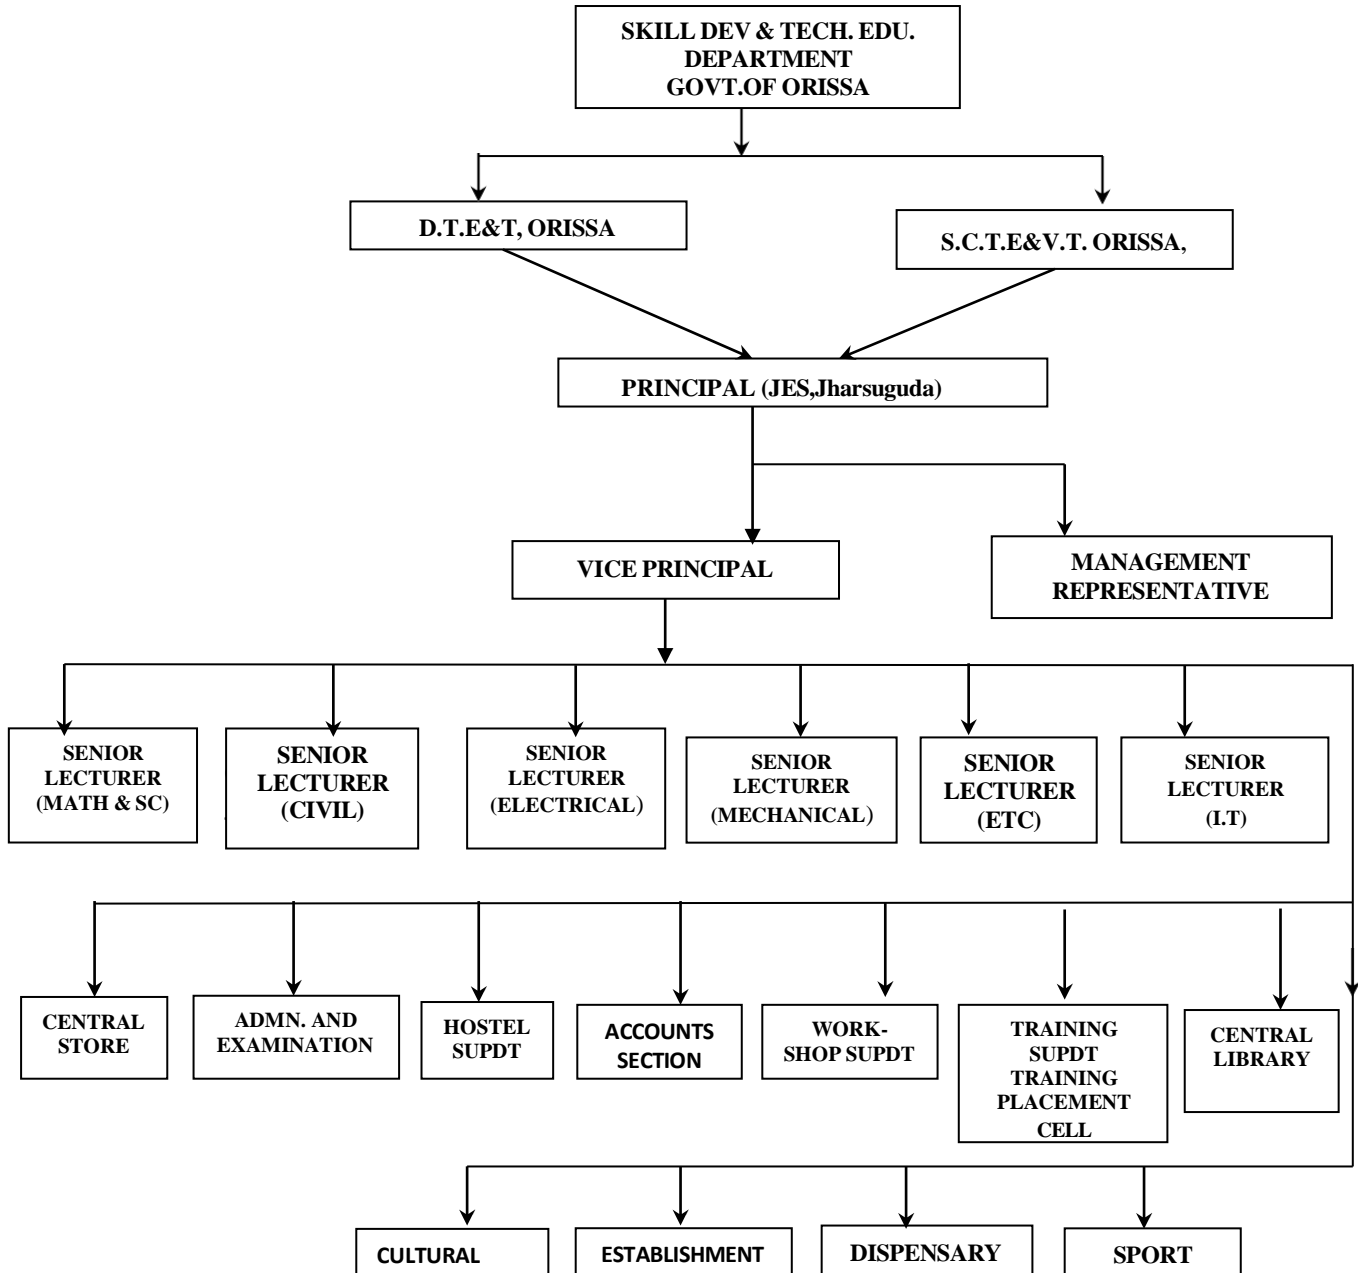 SKILL DEV & TECH. EDU.
DEPARTMENT
GOVT.OF ORISSA
D.T.E&T, ORISSA
S.C.T.E&V.T. ORISSA,
PRINCIPAL (JES,Jharsuguda)
VICE PRINCIPAL
MANAGEMENT
REPRESENTATIVE
SENIOR
LECTURER
(MATH & SC)
SENIOR
LECTURER
(CIVIL)
SENIOR
LECTURER
(ELECTRICAL)
SENIOR
LECTURER
(MECHANICAL)
SENIOR
LECTURER
(ETC)
SENIOR
LECTURER
(I.T)
CENTRAL
STORE
ADMN. AND
EXAMINATION
HOSTEL
SUPDT
ACCOUNTS
SECTION
WORK-
SHOP SUPDT
TRAINING
SUPDT
TRAINING
PLACEMENT
CELL
CENTRAL
LIBRARY
CULTURAL
ESTABLISHMENT
DISPENSARY
SPORT